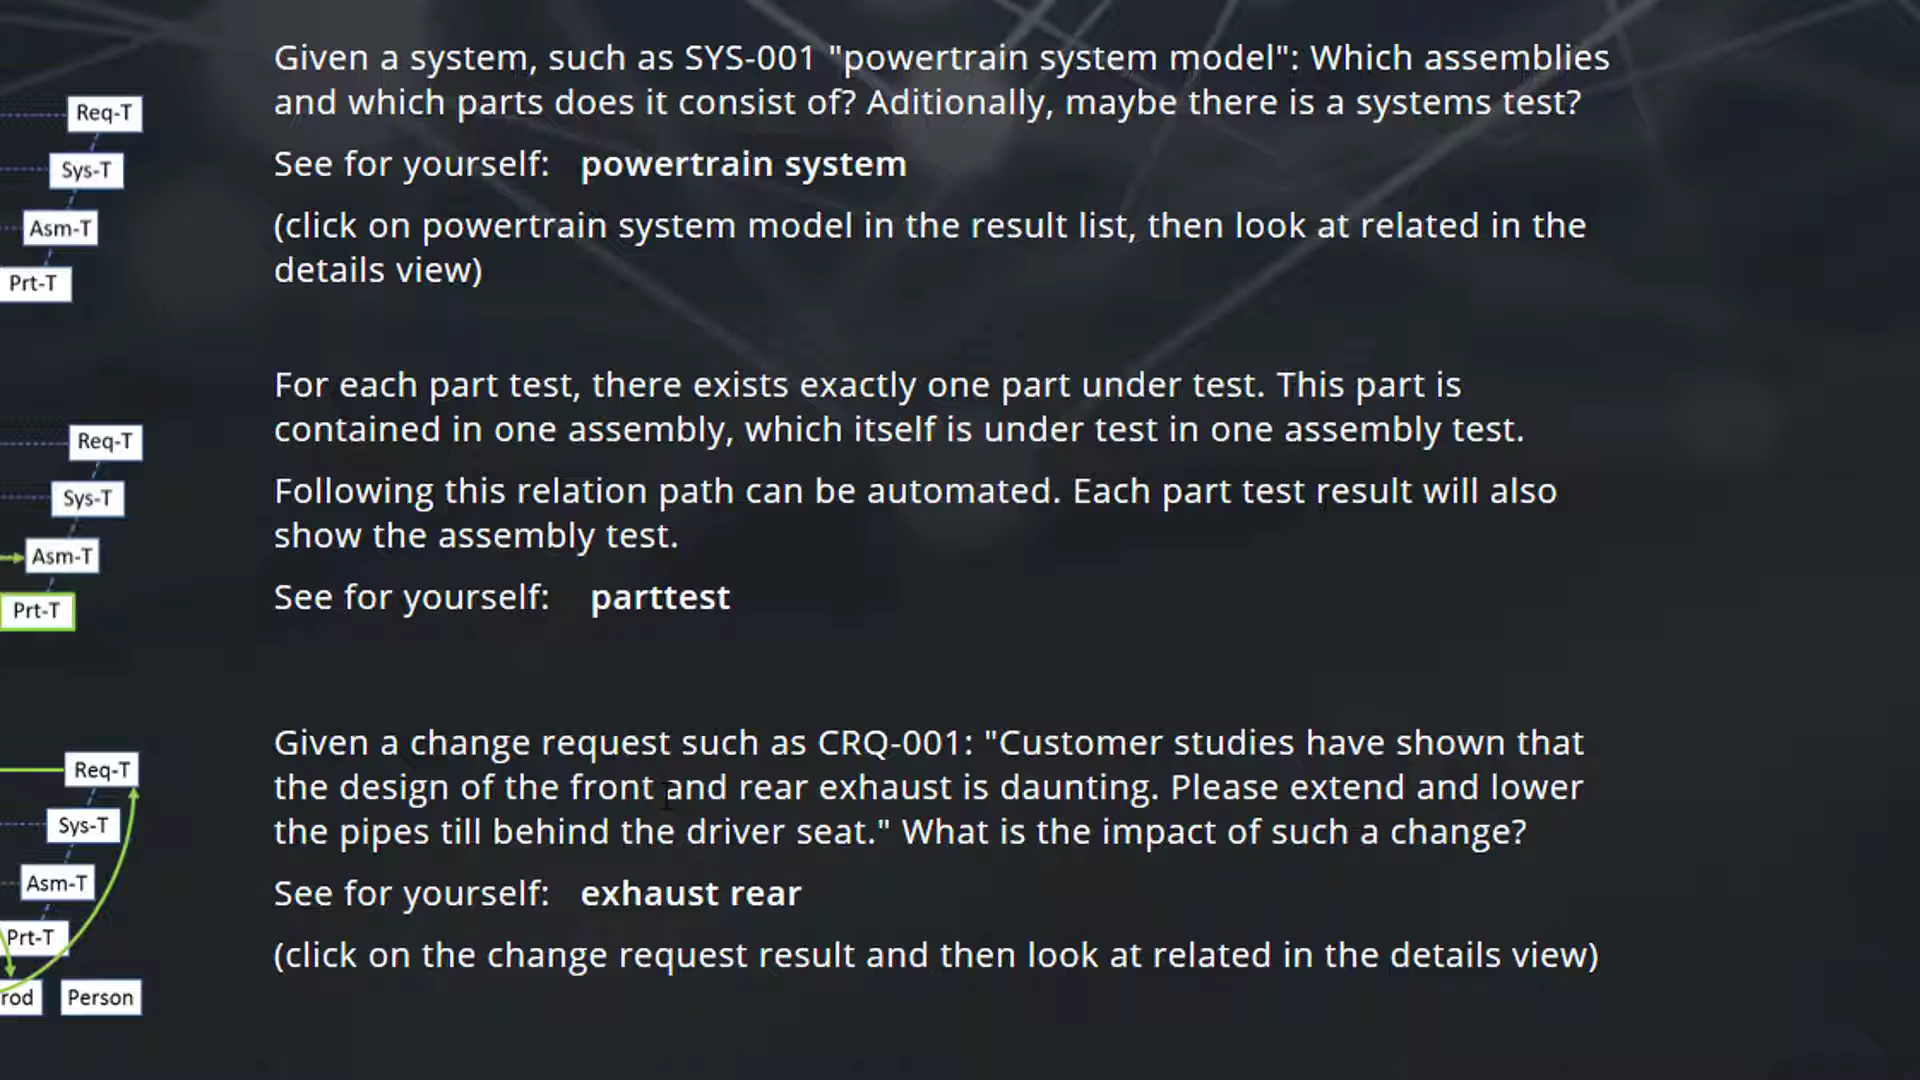 Req-T
Sys-T
Asm-T
Prt-T
Given a system, such as SYS-001 "powertrain system model": Which assemblies
and which parts does it consist of? Aditionally, maybe there is a systems test?
See for yourself: powertrain system
(click on powertrain system model in the result list, then look at related in the
details view)
Req-T
Sys-T
Asm-T
Prt-T
For each part test, there exists exactly one part under test. This part is
contained in one assembly, which itself is under test in one assembly test.
Following this relation path can be automated. Each part test result will also
show the assembly test.
See for yourself: parttest
Req-T
Sys-T
Asm-T
Prt-T
rod
Person
Given a change request such as CRQ-001: "Customer studies have shown that
the design of the front and rear exhaust is daunting. Please extend and lower
the pipes till behind the driver seat." What is the impact of such a change?
See for yourself: exhaust rear
(click on the change request result and then look at related in the details view)